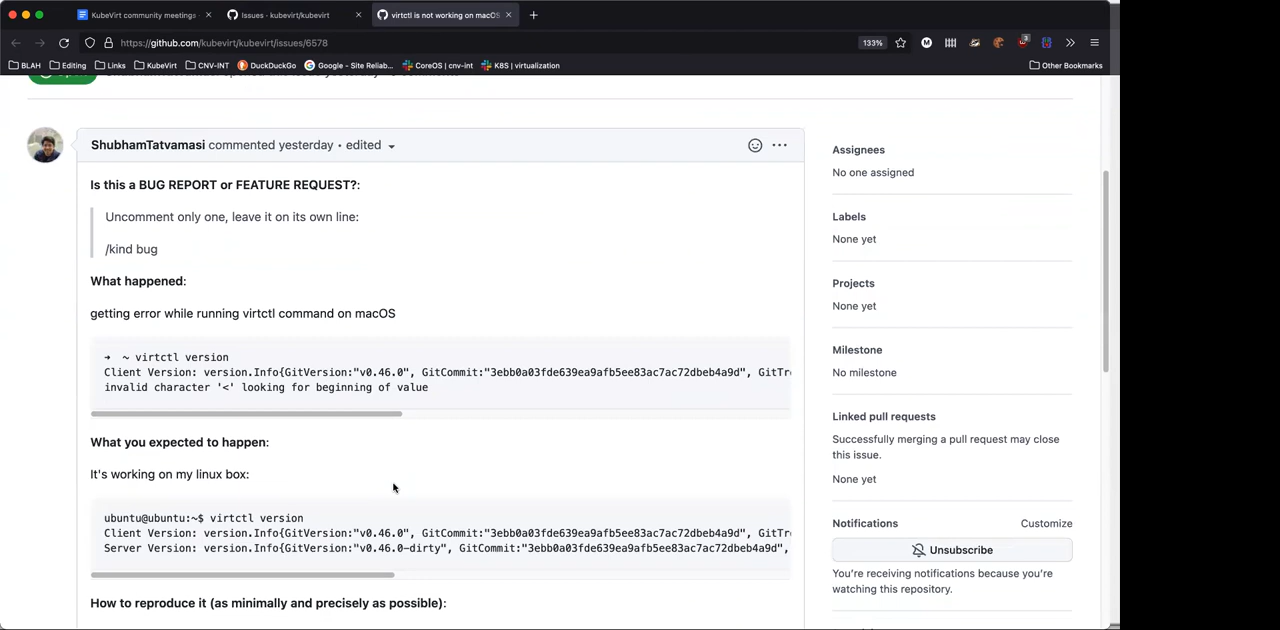 KubeVirt community meetings -
Issues · kubevirt/kubevirt
virtctl is not working on macOS
https://github.com/kubevirt/kubevirt/issues/6578
133%
3
BLAH
Editing
Links
KubeVirt
CNV-INT
DuckDuckGo
Google - Site Reliab...
CoreOS | cnv-int
K8S | virtualization
Other Bookmarks
ShubhamTatvamasi commented yesterday • edited
Is this a BUG REPORT or FEATURE REQUEST?:
Uncomment only one, leave it on its own line:
/kind bug
What happened:
getting error while running virtctl command on macOS
➜ ~ virtctl version
Client Version: version.Info{GitVersion:"v0.46.0", GitCommit:"3ebb0a03fde639ea9afb5ee83ac7ac72dbeb4a9d", GitTr
invalid character '<' looking for beginning of value
What you expected to happen:
It's working on my linux box:
ubuntu@ubuntu:~$ virtctl version
Client Version: version.Info{GitVersion:"v0.46.0", GitCommit:"3ebb0a03fde639ea9afb5ee83ac7ac72dbeb4a9d", GitTr
Server Version: version.Info{GitVersion:"v0.46.0-dirty", GitCommit:"3ebb0a03fde639ea9afb5ee83ac7ac72dbeb4a9d",
How to reproduce it (as minimally and precisely as possible):
Assignees
No one assigned
Labels
None yet
Projects
None yet
Milestone
No milestone
Linked pull requests
Successfully merging a pull request may close
this issue.
None yet
Notifications
Customize
Unsubscribe
You're receiving notifications because you're
watching this repository.